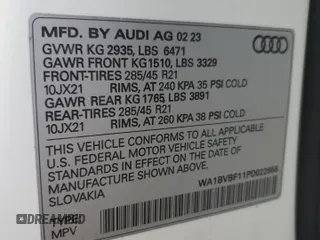 MFD. BY AUDI AG 02 23
GVWR KG 2935, LBS 6471
GAWR FRONT KG1510, LBS 3329
FRONT-TIRES 285/45 R21
10JX21 RIMS, AT 240 KPA 35 PSI COLD
GAWR REAR KG 1765 LBS 3891
REAR-TIRES 285/45 R21
10JX21 RIMS, AT 260 KPA 38 PSI COLD
THIS VEHICLE CONFORMS TO ALL APPLICABLE
U.S. FEDERAL MOTOR VEHICLE SAFETY STANDARDS
IN EFFECT ON THE DATE OF MANUFACTURE SHOWN
ABOVE.
SLOVAKIA
MPV
DREAMED